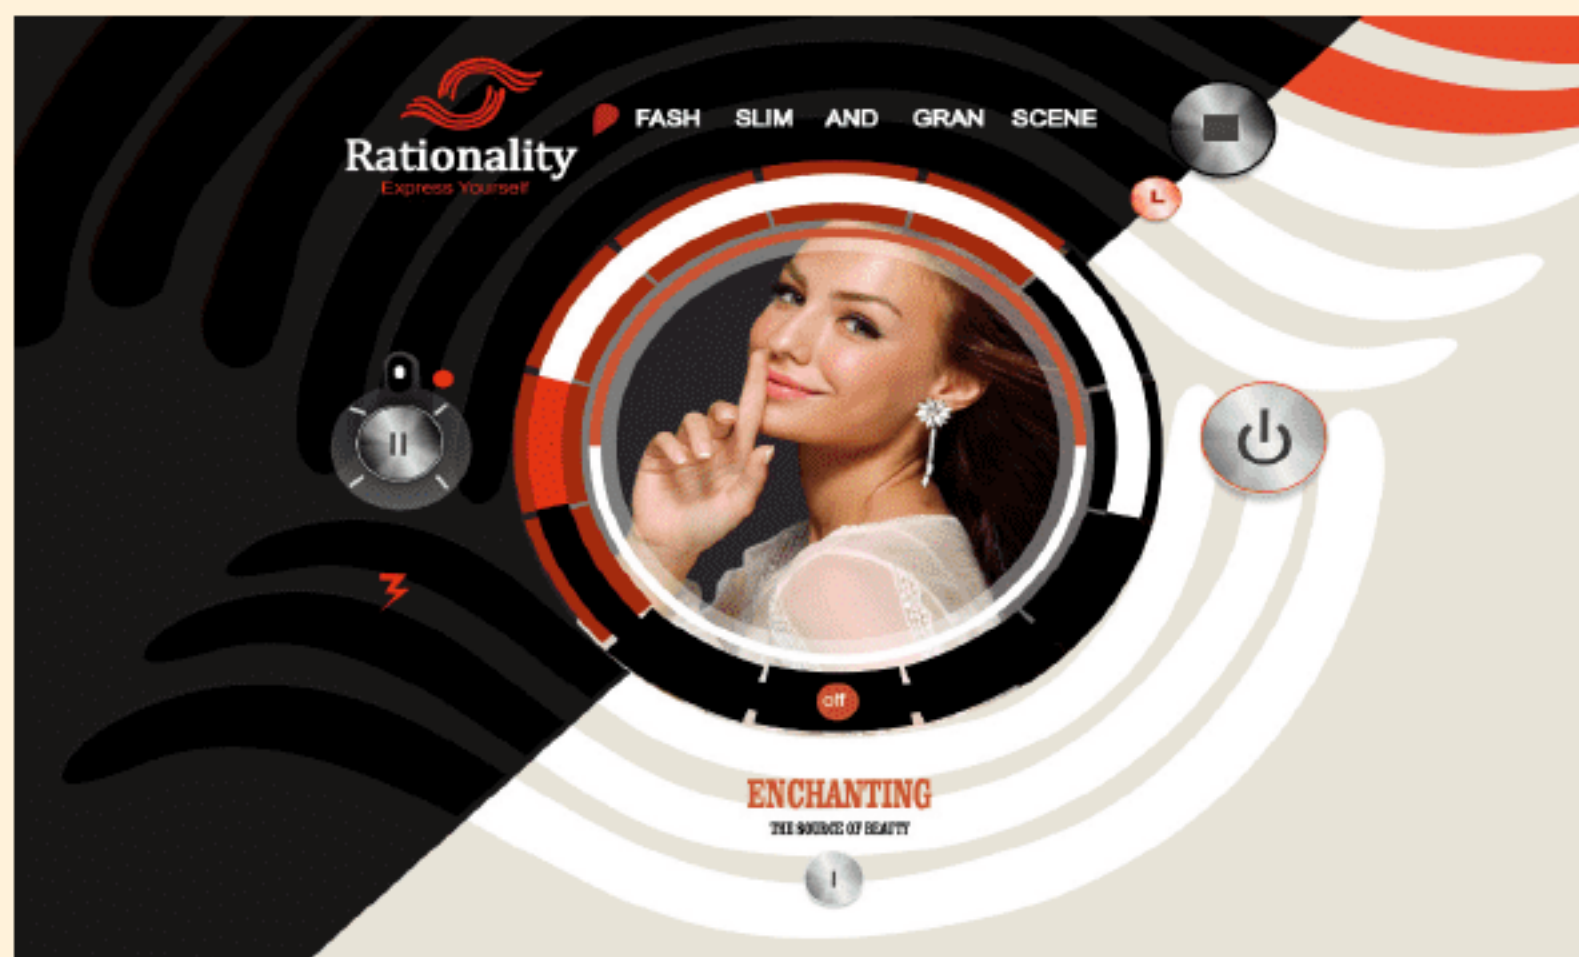 Rationality
Express Yourself
FASH SLIM AND GRAN SCENE
off
ENCHANTING
THE SOURCE OF BEAUTY